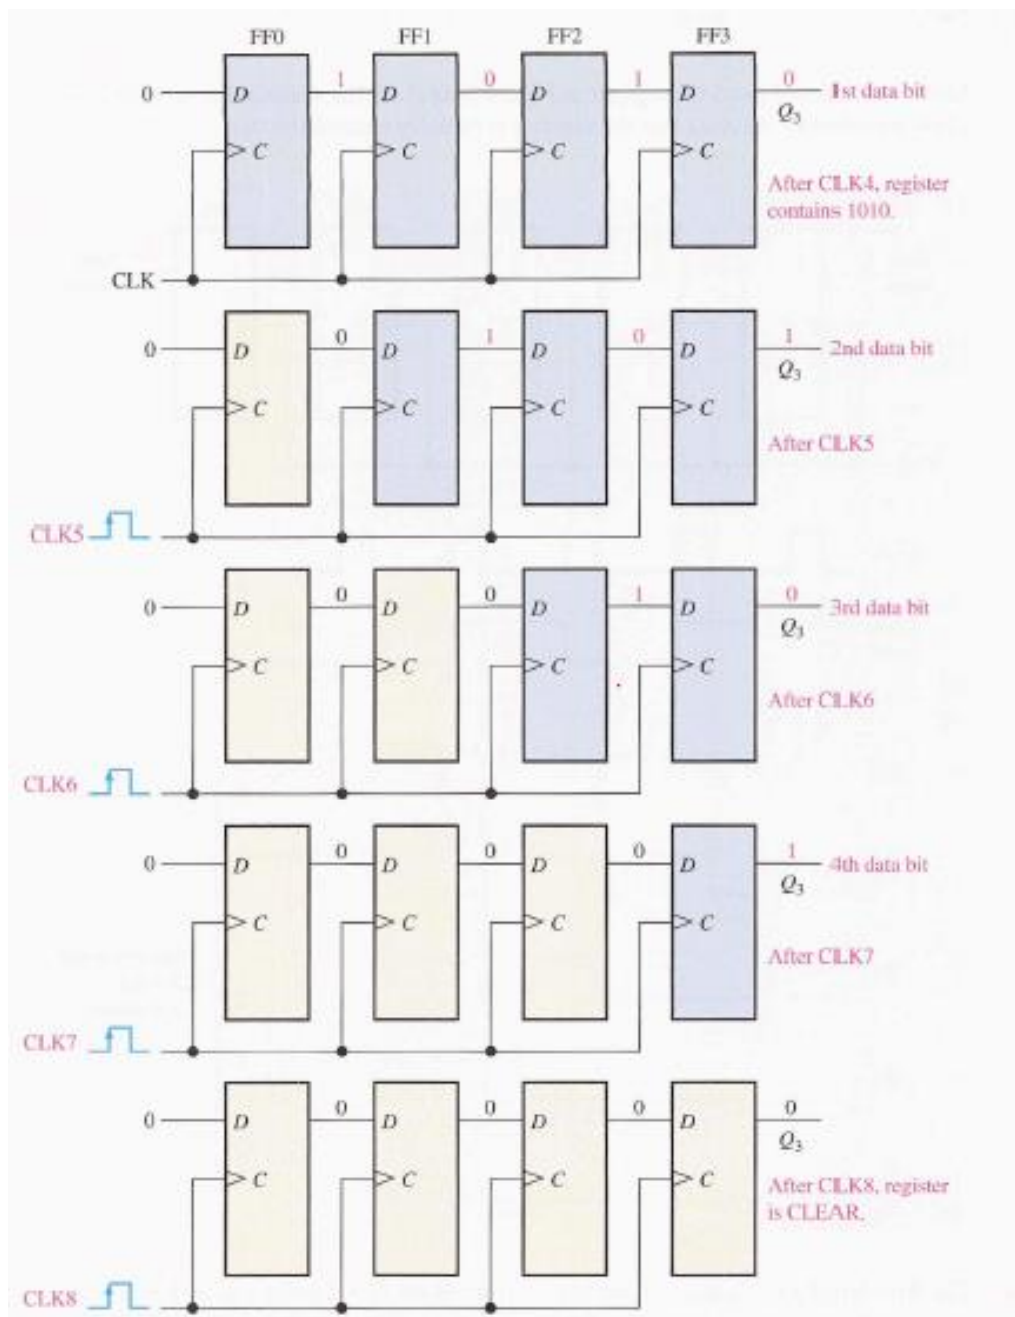 FF0 FF1 FF2 FF3
0 D 1 D 0 D 1 D 0 1st data bit
Q3
C C C C
After CLK4, register
contains 1010.
CLK
0 D 0 D 1 D 0 D 1 2nd data bit
Q3
C C C C
After CLK5
CLK5
0 D 0 D 0 D 1 D 0 3rd data bit
Q3
C C C C
After CLK6
CLK6
0 D 0 D 0 D 0 D 1 4th data bit
Q3
C C C C
After CLK7
CLK7
0 D 0 D 0 D 0 D 0
Q3
C C C C
After CLK8, register
is CLEAR.
CLK8